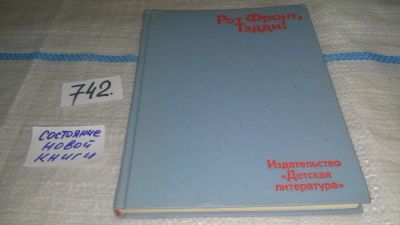 Рот Фронт,
Тэдди!
742.
СОСТОЯНИЕ
НОВОЙ
КНИГИ
Издательство
«Детская
литература»